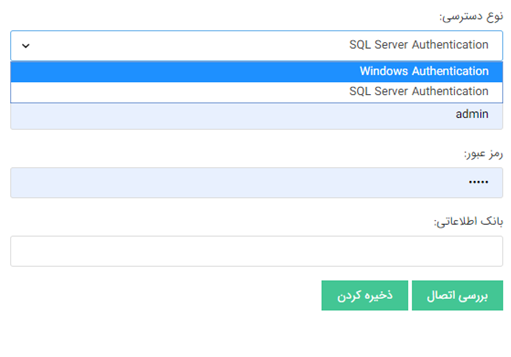 نوع دسترسی:
SQL Server Authentication
Windows Authentication
SQL Server Authentication
admin
رمز عبور:
•••••
بانک اطلاعاتی:
بررسی اتصال
ذخیره کردن